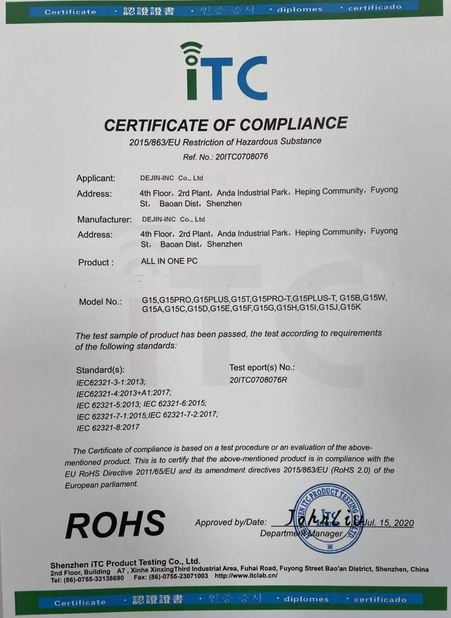 Certificate · 認證證書 · 인증증서 · diplomes · certificado
iTC
CERTIFICATE OF COMPLIANCE
2015/863/EU Restriction of Hazardous Substance
Ref. No.: 20ITC0708076
Applicant: DEJIN-INC Co., Ltd
Address: 4th Floor, 2rd Plant, Anda Industrial Park, Heping Community, Fuyong
St, Baoan Dist, Shenzhen
Manufacturer: DEJIN-INC Co., Ltd
Address: 4th Floor, 2rd Plant, Anda Industrial Park, Heping Community, Fuyong
St, Baoan Dist, Shenzhen
Product : ALL IN ONE PC
Model No.: G15,G15PRO,G15PLUS,G15T,G15PRO-T,G15PLUS-T, G15B,G15W,
G15A,G15C,G15D,G15E,G15F,G15G,G15H,G15I,G15J,G15K
The test sample of product has been passed, the test according to requirements
of the following standards:
Standard(s): Test eport(s) No.:
IEC62321-3-1:2013; 20ITC0708076R
IEC62321-4:2013+A1:2017;
IEC 62321-5:2013; IEC 62321-6:2015;
IEC 62321-7-1:2015;IEC 62321-7-2:2017;
IEC 62321-8:2017
The Certificate of compliance is based on a test procedure or an evaluation of the above-
mentioned product. This is to certify that the above-mentioned product is in compliance with the
EU RoHS Directive 2011/65/EU and its amendment directives 2015/863/EU (RoHS 2.0) of the
European parliament.
ROHS
Approved by/Date: Jul. 15, 2020
Department Manager
Shenzhen iTC Product Testing Co., Ltd.
2nd Floor, Building A7 , Xinhe XinxingThird Industrial Area, Fuhai Road, Fuyong Street Bao'an District, Shenzhen, China
Tel: (86)-0755-33138690 Fax: (86)-0755-23071003 http://www.itclab.cn/
Certificate · 認證證書 · 인증증서 · diplomes · certificado